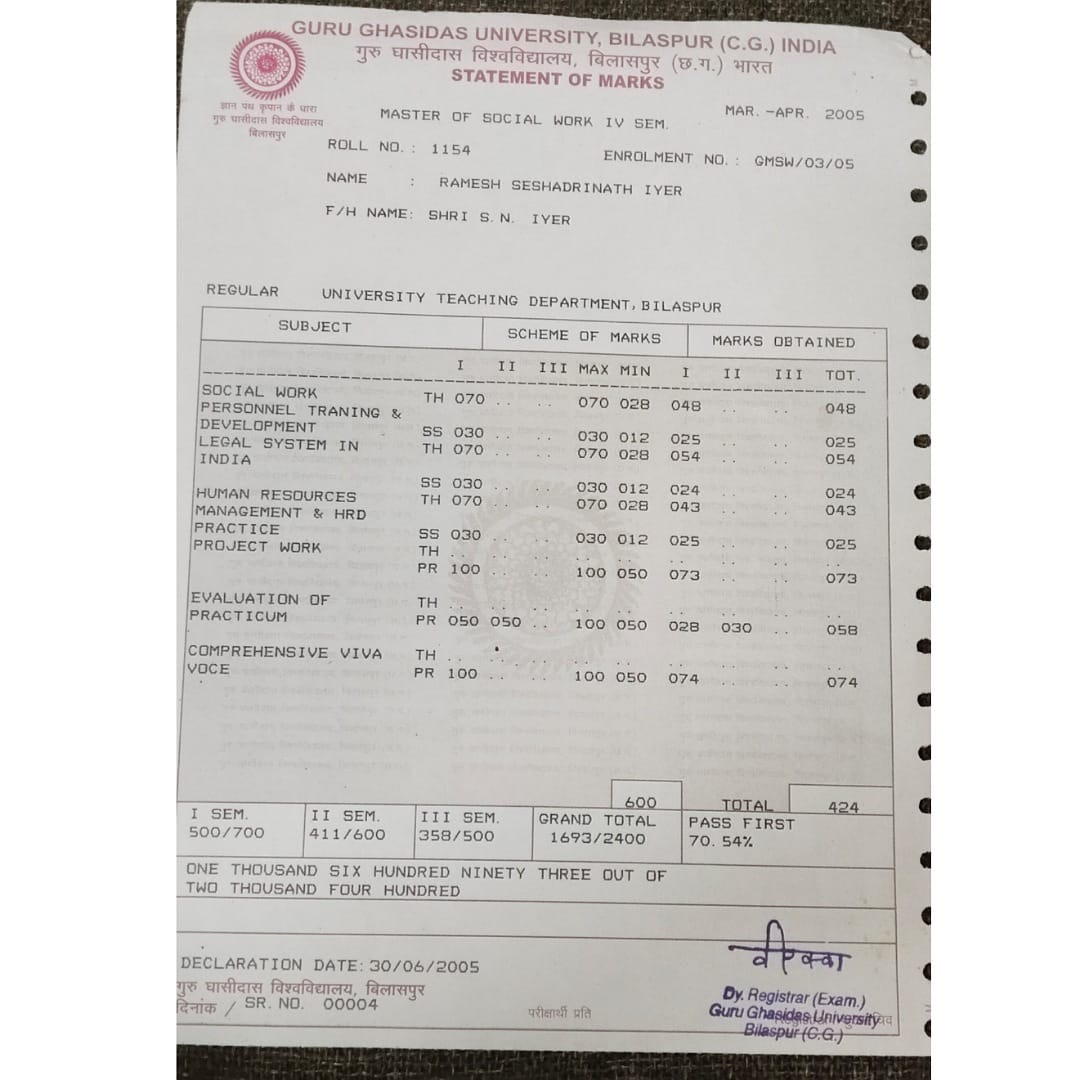 GURU GHASIDAS UNIVERSITY, BILASPUR (C.G.) INDIA
गुरु घासीदास विश्वविद्यालय, बिलासपुर (छ.ग.) भारत
STATEMENT OF MARKS
गुरु घासीदास विश्वविद्यालय
बिलासपुर
MASTER OF SOCIAL WORK IV SEM. MAR.-APR. 2005
ROLL NO. : 1154 ENROLMENT NO. : GMSW/03/05
NAME : RAMESH SESHADRINATH IYER
F/H NAME: SHRI S.N. IYER
REGULAR UNIVERSITY TEACHING DEPARTMENT, BILASPUR
SUBJECT SCHEME OF MARKS MARKS OBTAINED
I II III MAX MIN I II III TOT.
SOCIAL WORK TH 070 .. .. 070 028 048 .. .. 048
PERSONNEL TRANING &
DEVELOPMENT SS 030 .. .. 030 012 025 .. .. 025
LEGAL SYSTEM IN TH 070 .. .. 070 028 054 .. .. 054
INDIA
SS 030 .. .. 030 012 024 .. .. 024
HUMAN RESOURCES TH 070 .. .. 070 028 043 .. .. 043
MANAGEMENT & HRD
PRACTICE SS 030 .. .. 030 012 025 .. .. 025
PROJECT WORK TH .. .. .. .. .. .. .. .. ..
PR 100 .. .. 100 050 073 .. .. 073
EVALUATION OF TH .. .. .. .. .. .. .. .. ..
PRACTICUM PR 050 050 .. 100 050 028 030 .. 058
COMPREHENSIVE VIVA TH .. .. .. .. .. .. .. .. ..
VOCE PR 100 .. .. 100 050 074 .. .. 074
600 TOTAL 424
I SEM. II SEM. III SEM. GRAND TOTAL PASS FIRST
500/700 411/600 358/500 1693/2400 70.54%
ONE THOUSAND SIX HUNDRED NINETY THREE OUT OF
TWO THOUSAND FOUR HUNDRED
DECLARATION DATE: 30/06/2005
गुरु घासीदास विश्वविद्यालय, बिलासपुर
दिनांक / SR. NO. 00004
परीक्षार्थी प्रति
Dy. Registrar (Exam.)
Guru Ghasidas University
Bilaspur (C.G.)